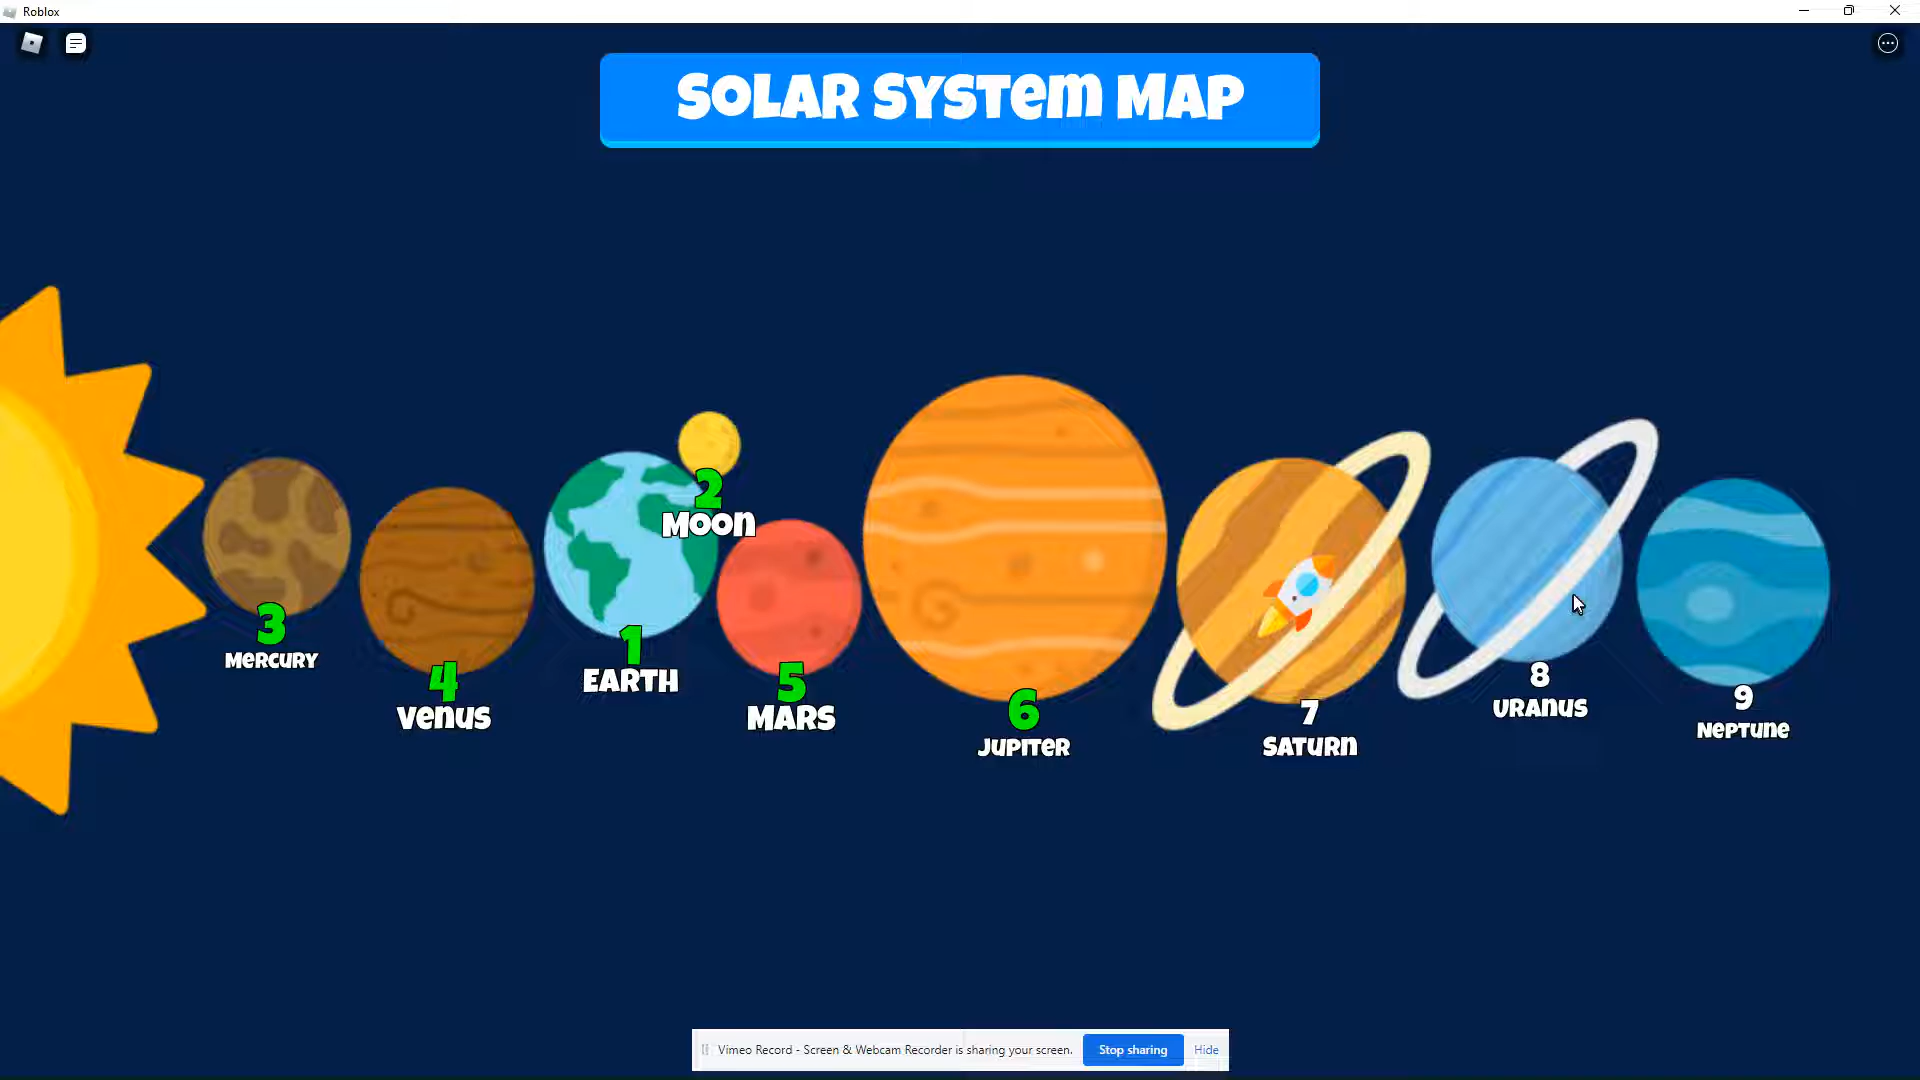 Roblox
SOLAR SYSTEM MAP
2
MOON
3
MERCURY
4
VENUS
1
EARTH
5
MARS
6
JUPITER
7
SATURN
8
URANUS
9
NEPTUNE
Vimeo Record - Screen & Webcam Recorder is sharing your screen.
Stop sharing
Hide